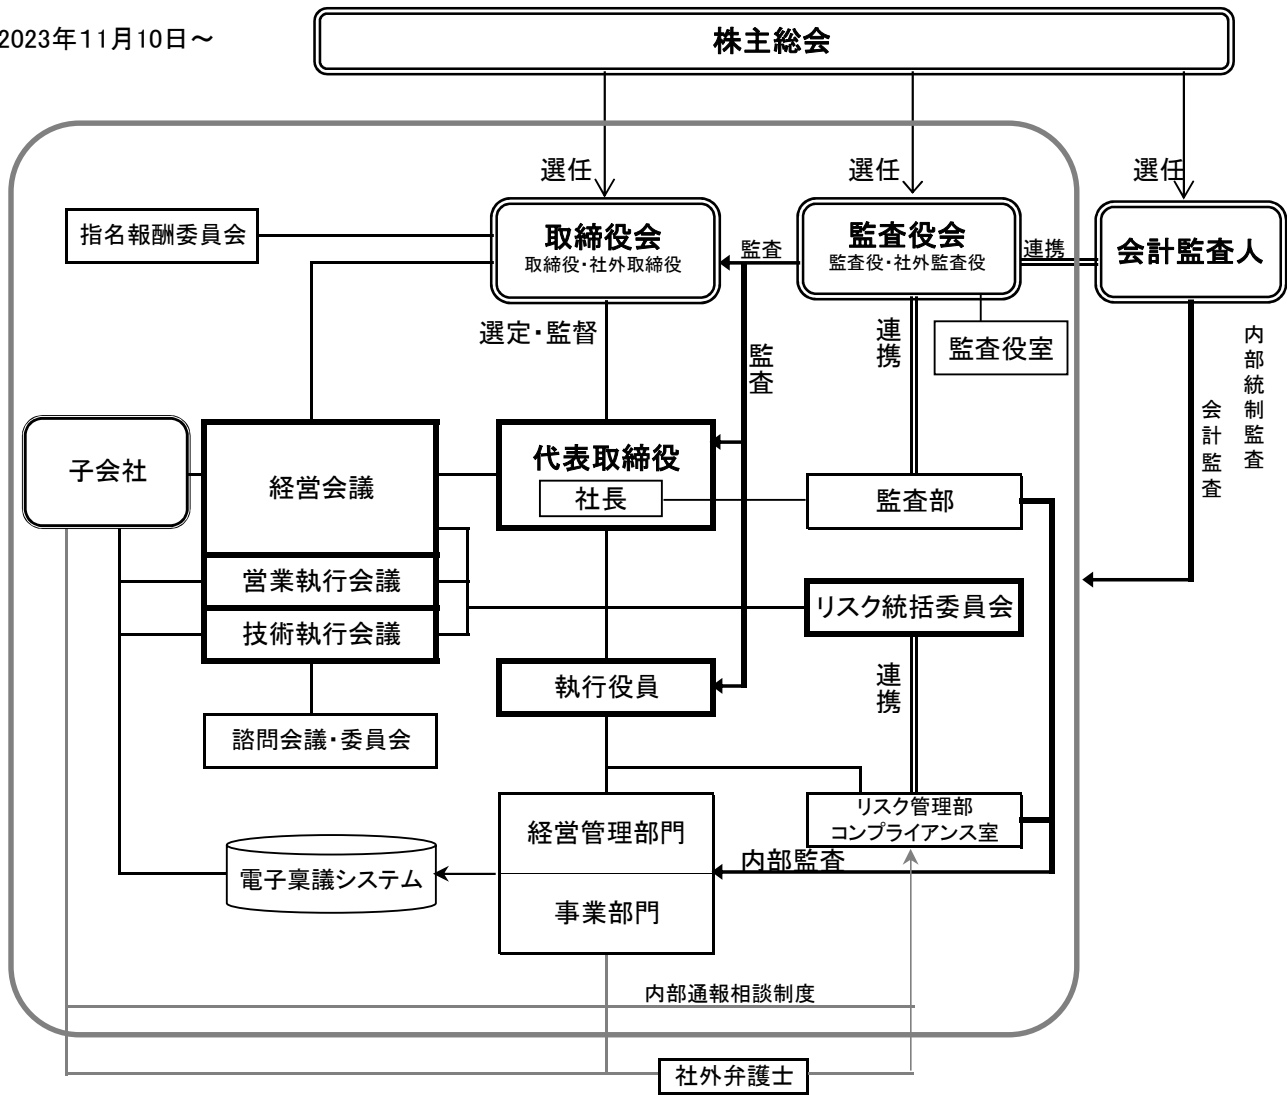 2023年11月10日～
株主総会
選任
選任
選任
指名報酬委員会
取締役会
取締役・社外取締役
監査
監査役会
監査役・社外監査役
連携
会計監査人
選定・監督
監査
連携
監査役室
内部統制監査
会計監査
子会社
経営会議
代表取締役
社長
監査部
営業執行会議
技術執行会議
リスク統括委員会
執行役員
連携
諮問会議・委員会
経営管理部門
事業部門
リスク管理部
コンプライアンス室
内部監査
電子稟議システム
内部通報相談制度
社外弁護士